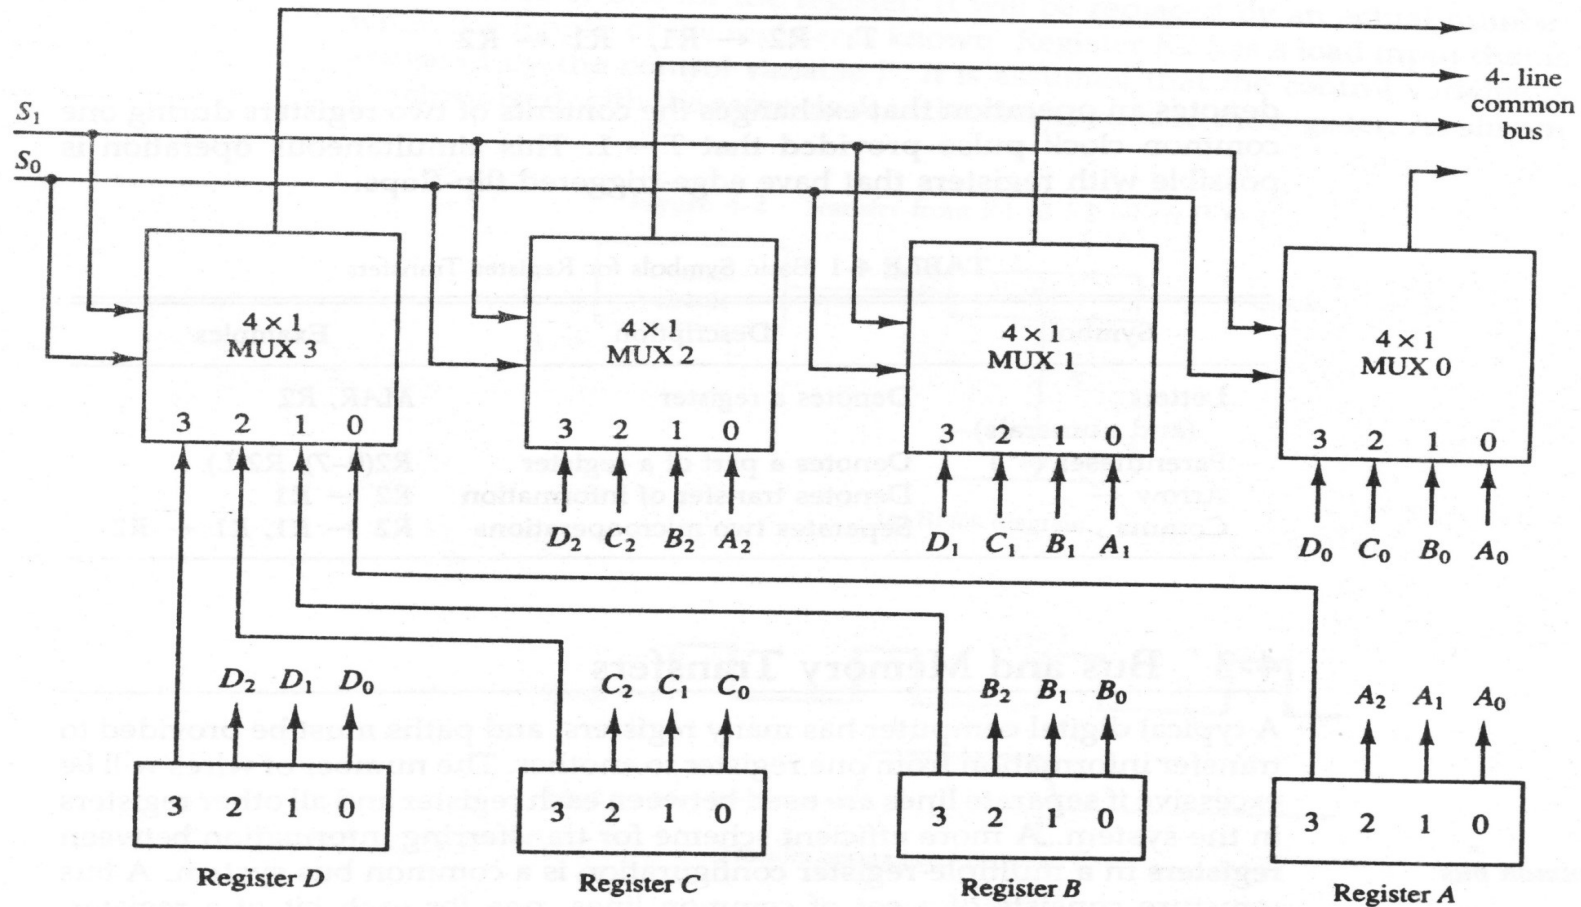 S1
S0
4- line
common
bus
4 × 1
MUX 3
3 2 1 0
4 × 1
MUX 2
3 2 1 0
4 × 1
MUX 1
3 2 1 0
4 × 1
MUX 0
3 2 1 0
D2 C2 B2 A2
D1 C1 B1 A1
D0 C0 B0 A0
D2 D1 D0
C2 C1 C0
B2 B1 B0
A2 A1 A0
3 2 1 0
3 2 1 0
3 2 1 0
3 2 1 0
Register D
Register C
Register B
Register A